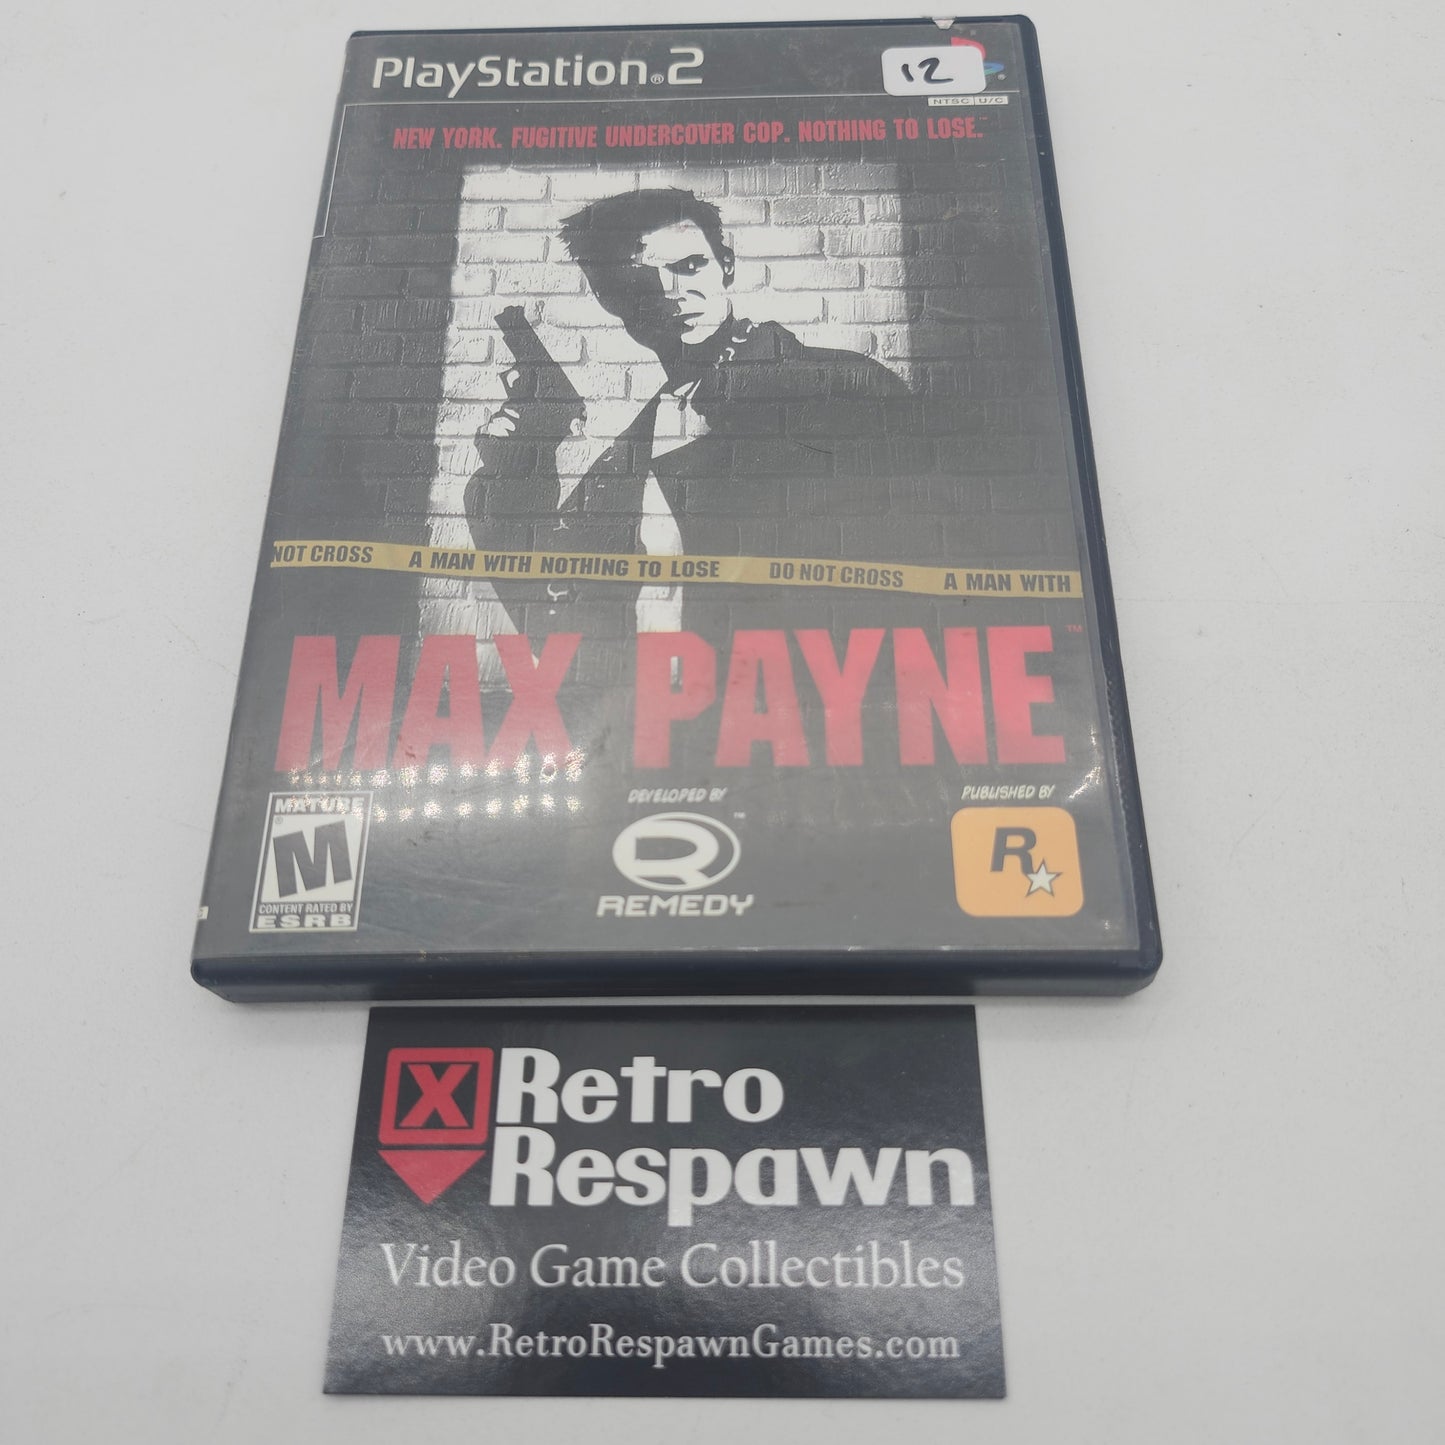 PlayStation®2
12
®
NTSC U/C
NEW YORK. FUGITIVE UNDERCOVER COP. NOTHING TO LOSE.™
NOT CROSS A MAN WITH NOTHING TO LOSE DO NOT CROSS A MAN WITH
MAX PAYNE™
MATURE
®
M
CONTENT RATED BY
ESRB
DEVELOPED BY
R™
REMEDY
PUBLISHED BY
R
X Retro
Respawn
Video Game Collectibles
www.RetroRespawnGames.com